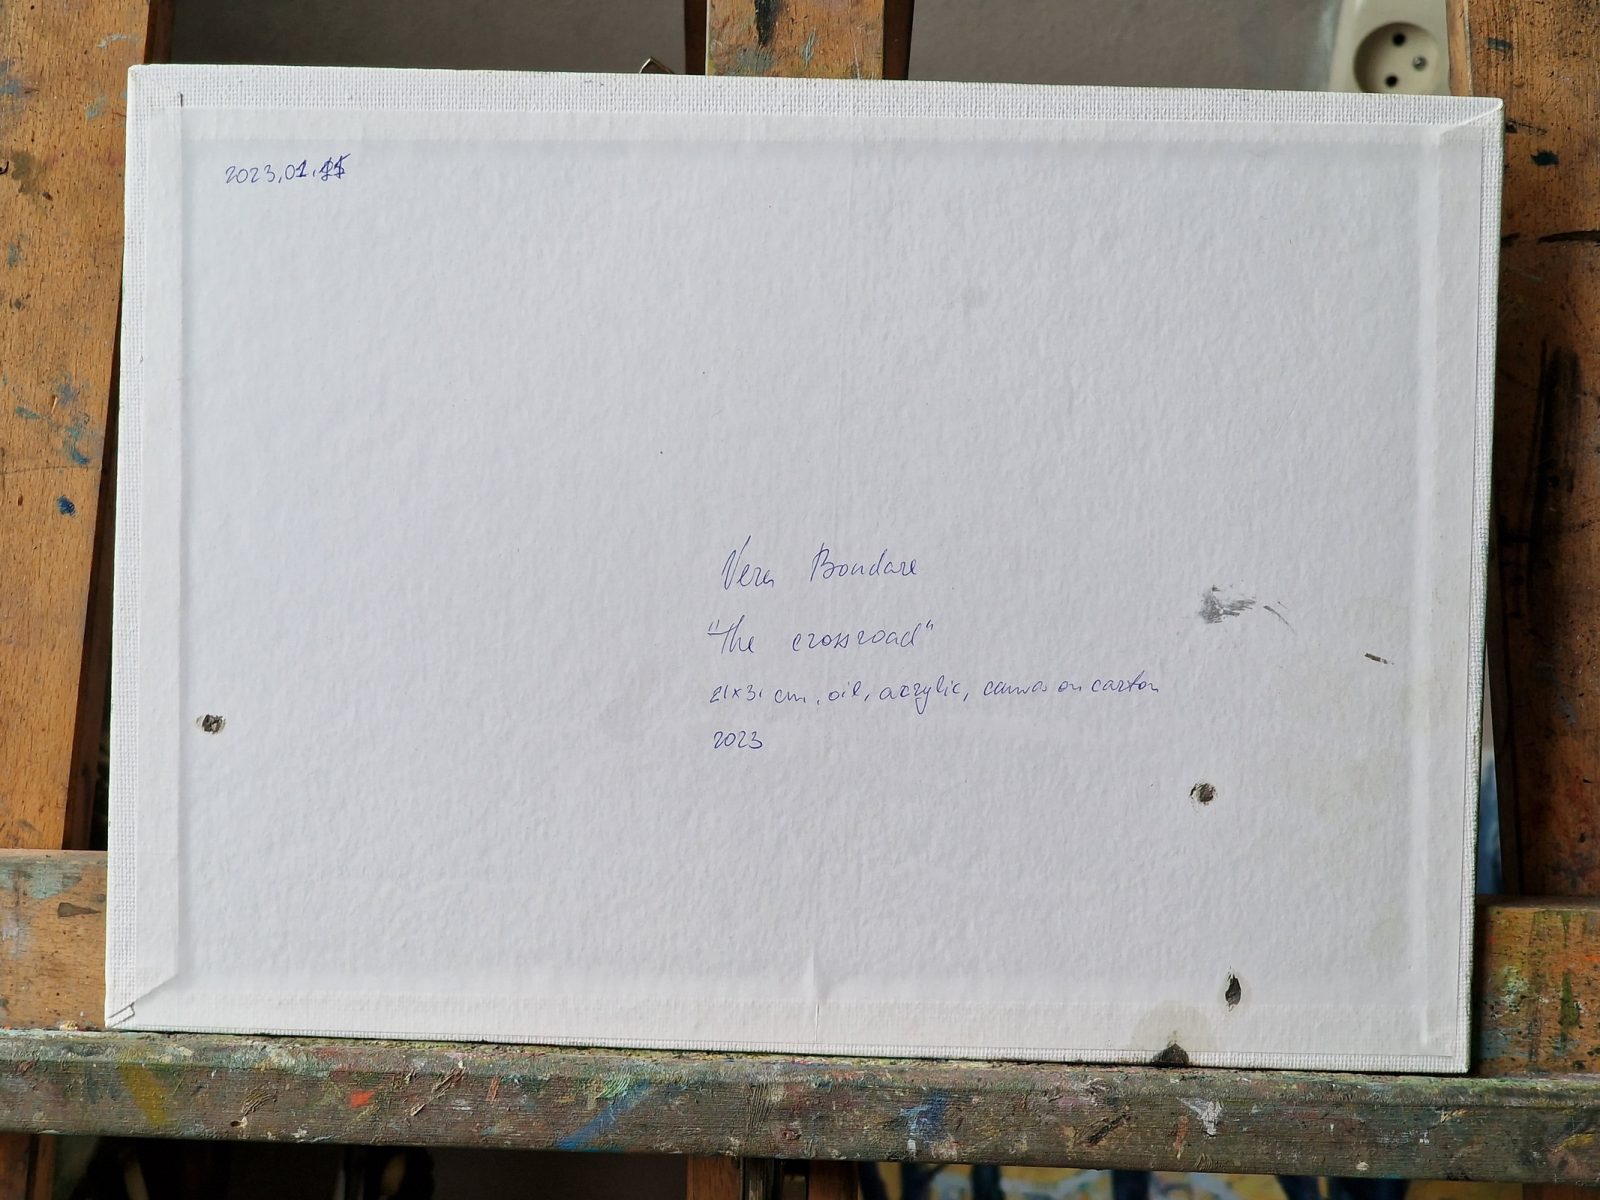 2023.01.
Vera Bondare
"The crossroad"
21x31 cm, oil, acrylic, canvas on carton
2023